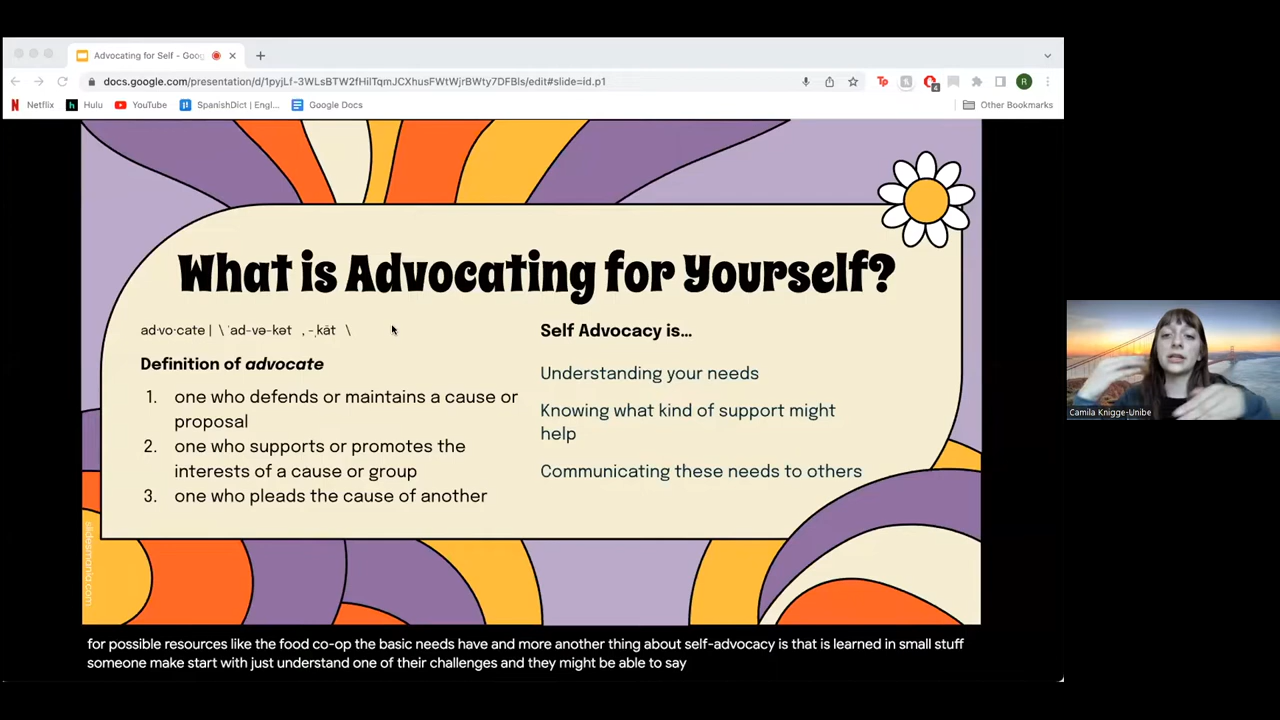 Advocating for Self - Goog
docs.google.com/presentation/d/1pyjLf-3WLsBTW2fHiITqmJCXhusFWtWjrBWty7DFBIs/edit#slide=id.p1
Tp
4
R
N Netflix h Hulu YouTube SpanishDict | Engl... Google Docs Other Bookmarks
What is Advocating for Yourself?
ad·vo·cate | \ ˈad-və-kət , -ˌkāt \
Definition of advocate
1. one who defends or maintains a cause or
proposal
2. one who supports or promotes the
interests of a cause or group
3. one who pleads the cause of another
Self Advocacy is...
Understanding your needs
Knowing what kind of support might
help
Communicating these needs to others
slidesmania.com
Camila Knigge-Unibe
for possible resources like the food co-op the basic needs have and more another thing about self-advocacy is that is learned in small stuff
someone make start with just understand one of their challenges and they might be able to say